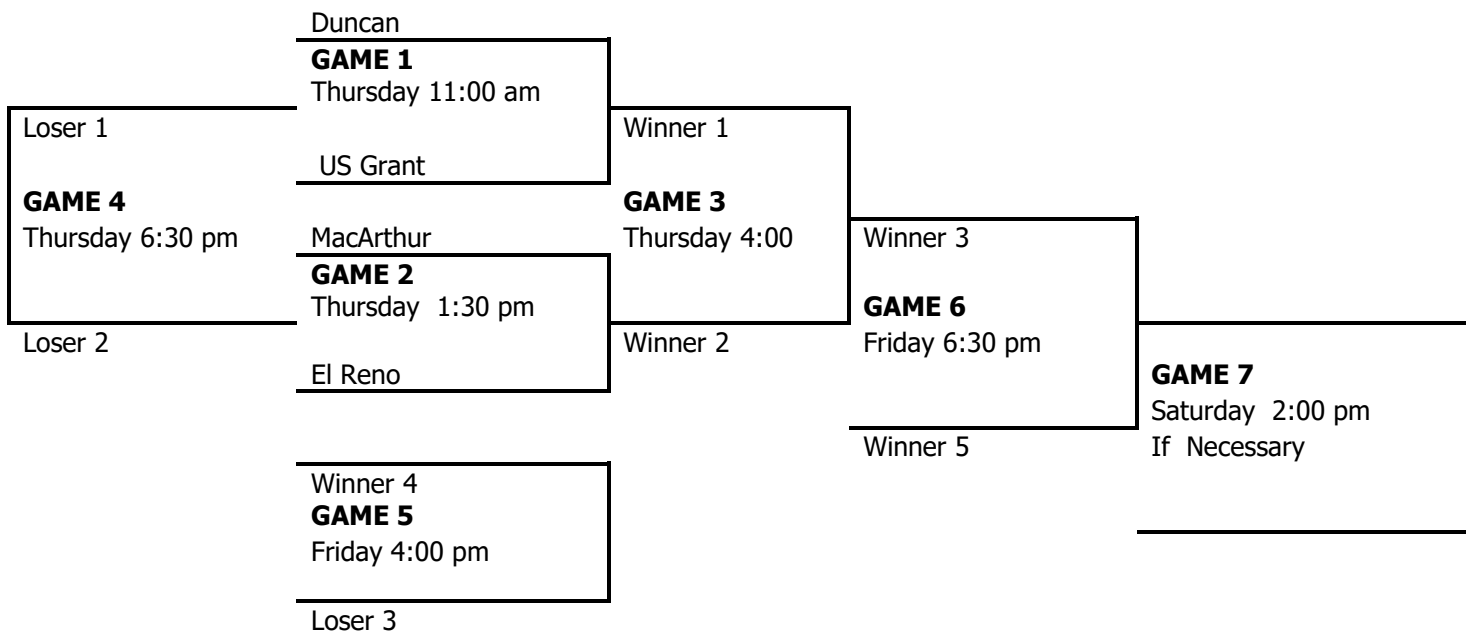 Duncan
GAME 1
Thursday 11:00 am
Loser 1
Winner 1
US Grant
GAME 4
GAME 3
Thursday 6:30 pm
MacArthur
Thursday 4:00
Winner 3
GAME 2
Thursday 1:30 pm
GAME 6
Loser 2
Winner 2
Friday 6:30 pm
El Reno
GAME 7
Saturday 2:00 pm
Winner 5
If Necessary
Winner 4
GAME 5
Friday 4:00 pm
Loser 3